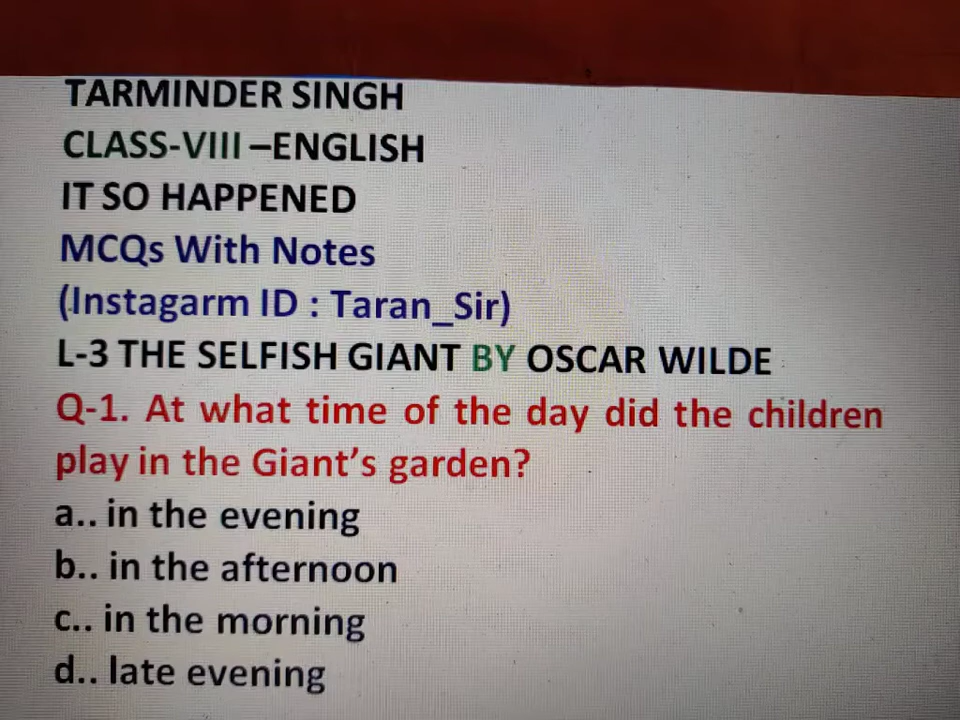 TARMINDER SINGH
CLASS-VIII –ENGLISH
IT SO HAPPENED
MCQs With Notes
(Instagarm ID : Taran_Sir)
L-3 THE SELFISH GIANT BY OSCAR WILDE
Q-1. At what time of the day did the children
play in the Giant’s garden?
a.. in the evening
b.. in the afternoon
c.. in the morning
d.. late evening